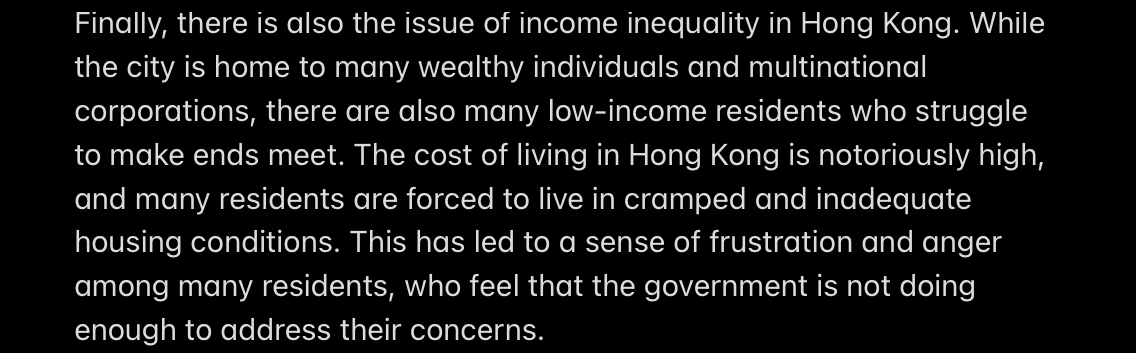 Finally, there is also the issue of income inequality in Hong Kong. While
the city is home to many wealthy individuals and multinational
corporations, there are also many low-income residents who struggle
to make ends meet. The cost of living in Hong Kong is notoriously high,
and many residents are forced to live in cramped and inadequate
housing conditions. This has led to a sense of frustration and anger
among many residents, who feel that the government is not doing
enough to address their concerns.